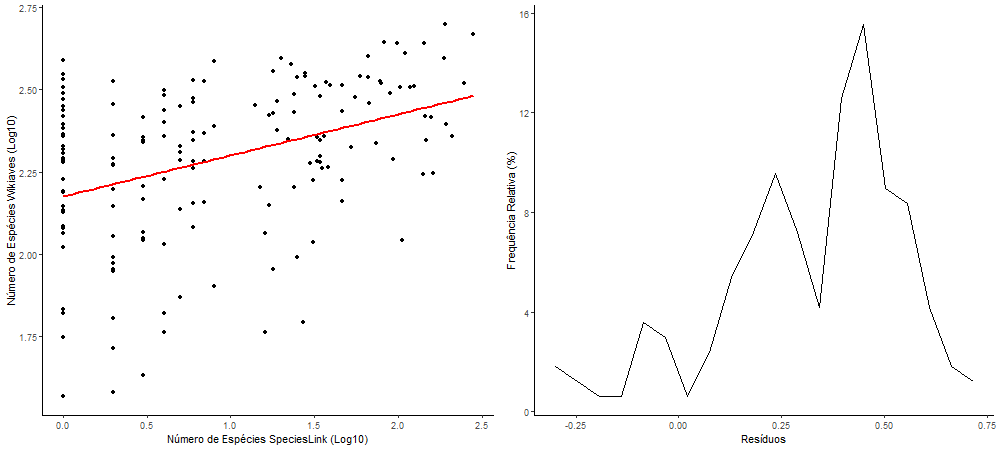 2.75
2.50
2.25
2.00
1.75
Número de Espécies Wikiaves (Log10)
0.0 0.5 1.0 1.5 2.0 2.5
Número de Espécies SpeciesLink (Log10)
16
12
8
4
0
Frequência Relativa (%)
-0.25 0.00 0.25 0.50 0.75
Resíduos